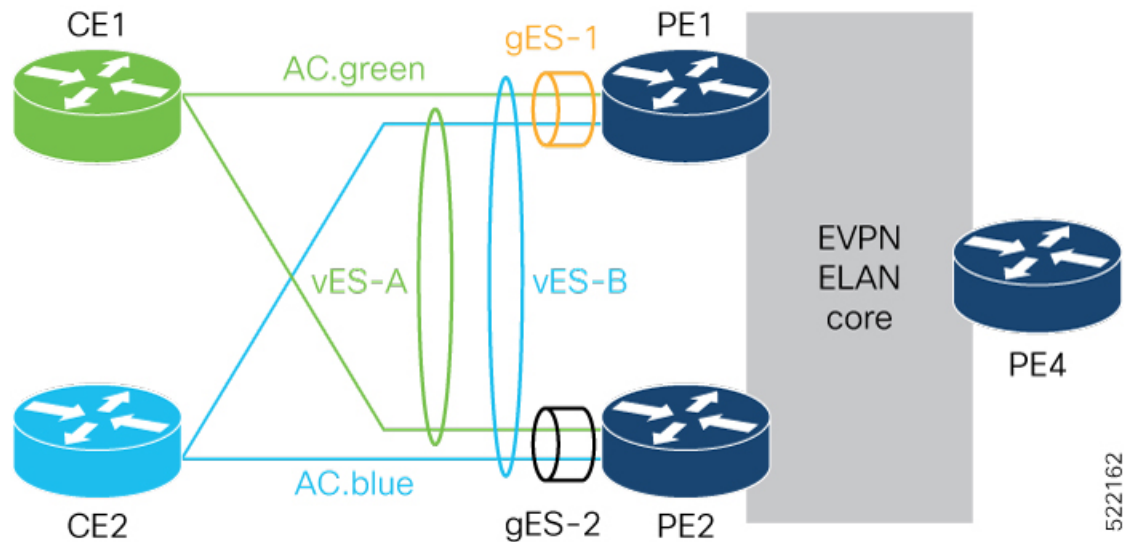 CE1
PE1
gES-1
AC.green
vES-A
vES-B
EVPN
ELAN
core
PE4
AC.blue
CE2
gES-2
PE2
522162